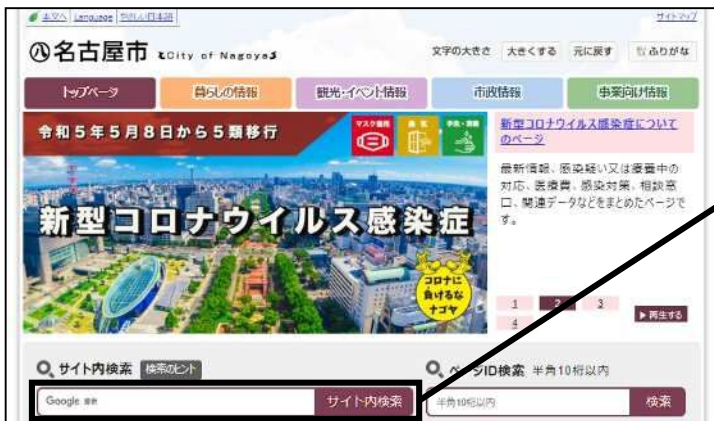 本文へ Language やさしい日本語
サイトマップ
名古屋市 City of Nagoya
文字の大きさ 大きくする 元に戻す ふりがな
トップページ 暮らしの情報 観光・イベント情報 市政情報 事業向け情報
令和5年5月8日から5類移行
マスク着用 換気 手洗・消毒
新型コロナウイルス感染症
コロナに
負けるな
ナゴヤ
新型コロナウイルス感染症について
のページ
最新情報、感染疑い又は療養中の
対応、医療費、感染対策、相談窓
口、関連データなどをまとめたページで
す。
1 2 3
4
再生する
サイト内検索 検索のヒント
Google サイト内検索
ページID検索 半角10桁以内
半角10桁以内 検索